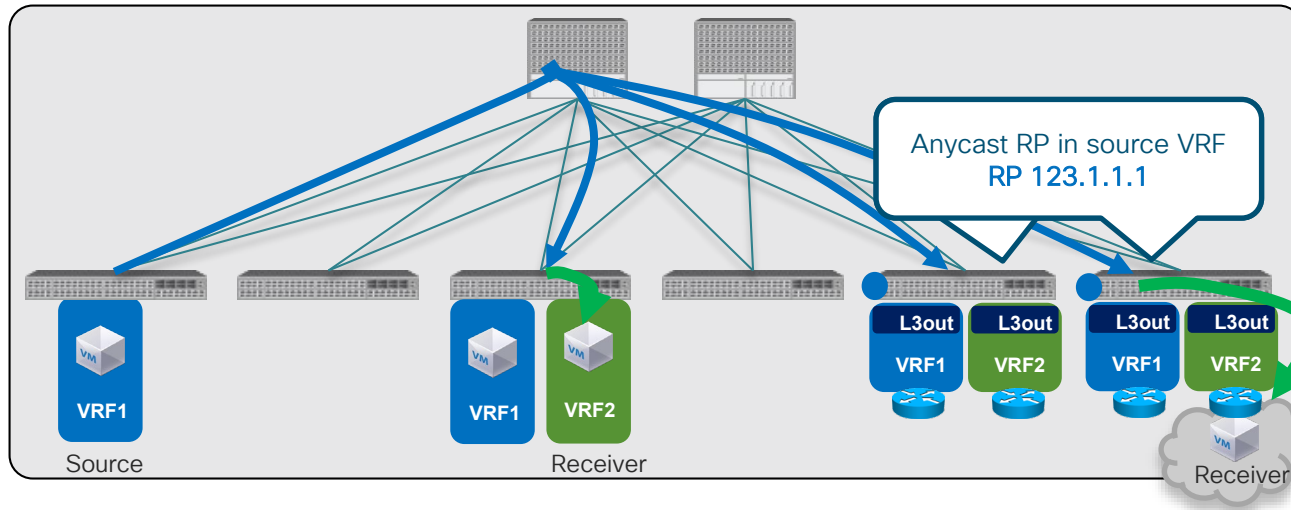 Anycast RP in source VRF
RP 123.1.1.1
VM
VRF1
Source
VM
VRF1
VM
VRF2
Receiver
L3out
VRF1
L3out
VRF2
L3out
VRF1
L3out
VRF2
VM
Receiver